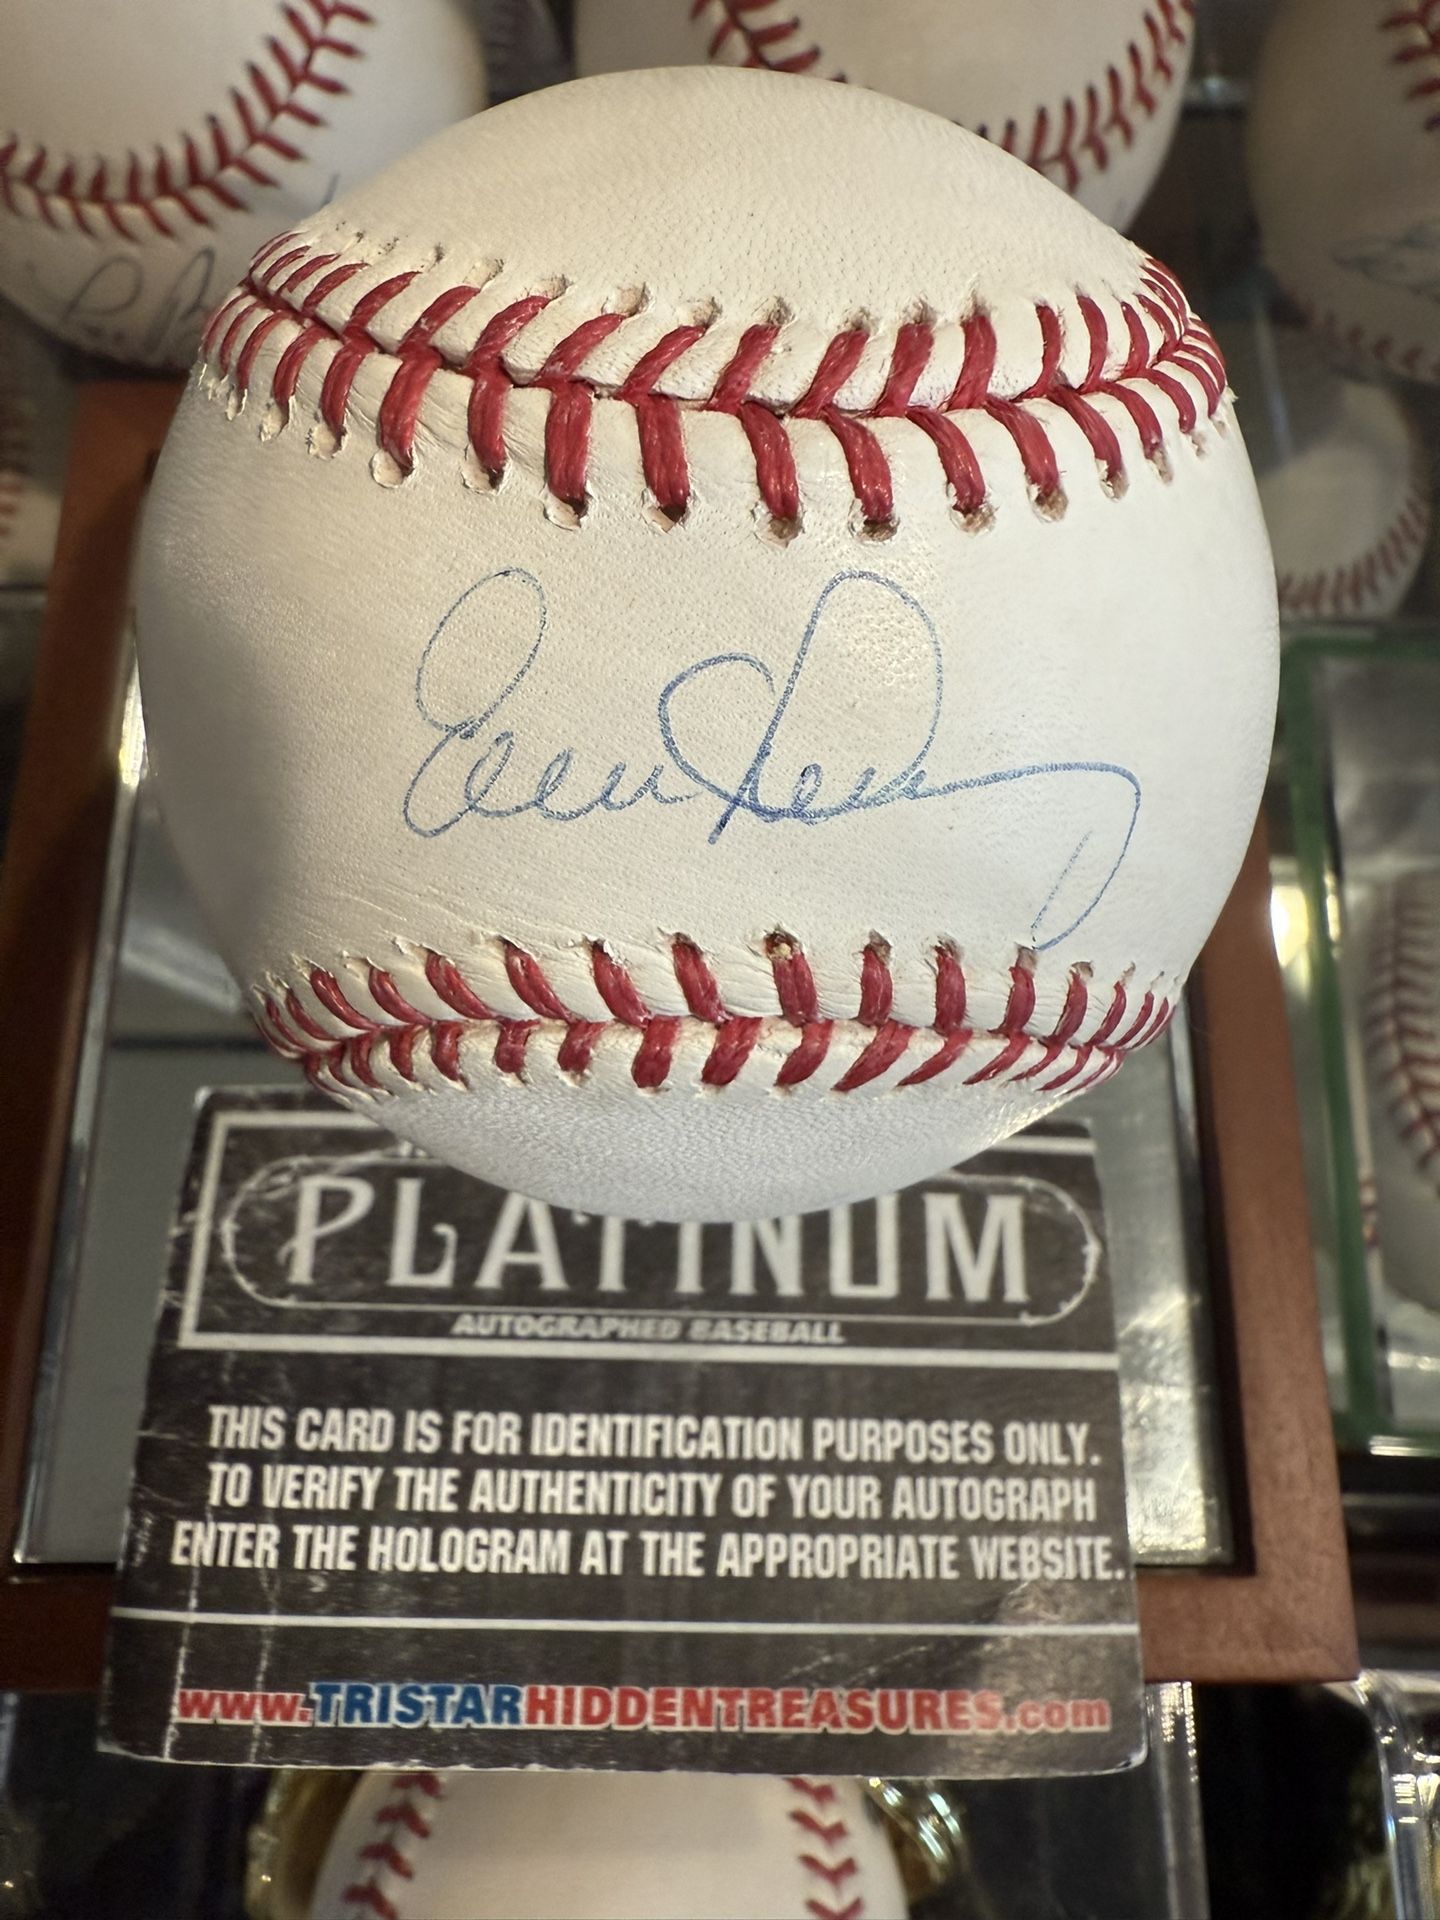 PLATINUM
AUTOGRAPHED BASEBALL
THIS CARD IS FOR IDENTIFICATION PURPOSES ONLY.
TO VERIFY THE AUTHENTICITY OF YOUR AUTOGRAPH
ENTER THE HOLOGRAM AT THE APPROPRIATE WEBSITE.
www.TRISTARHIDDENTREASURES.com